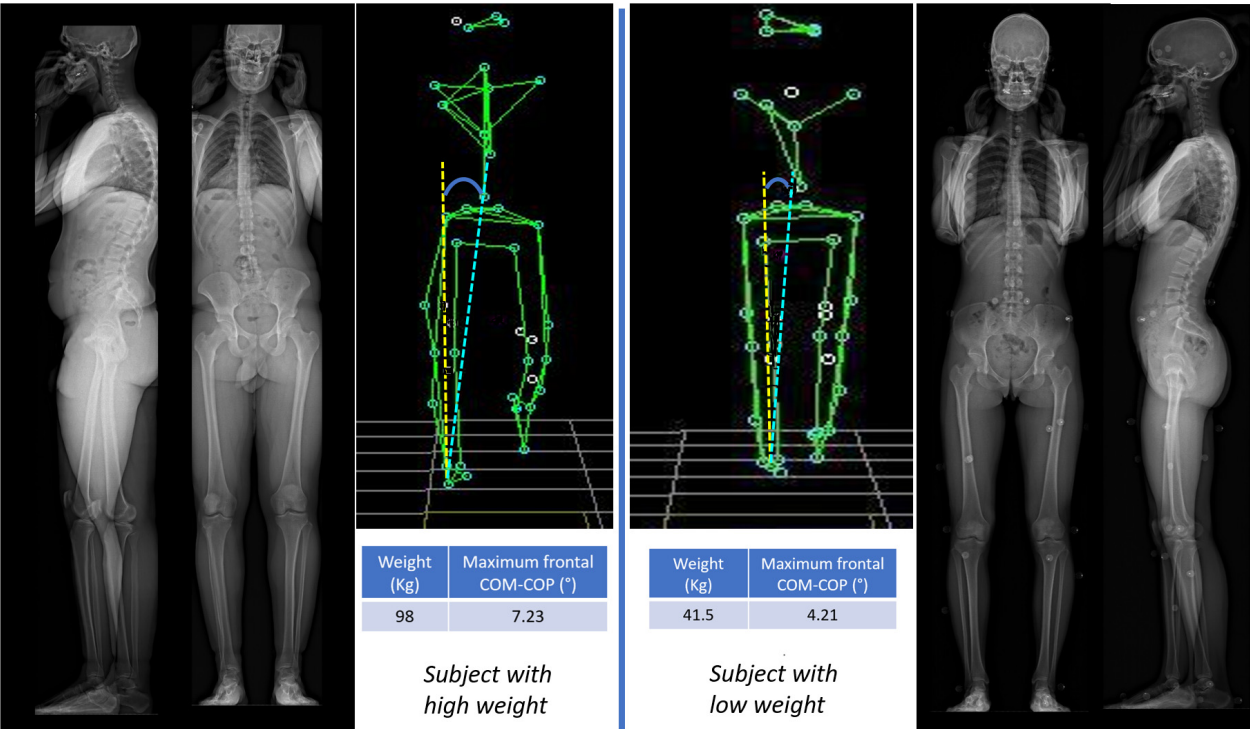 Weight
(Kg)
Maximum frontal
COM-COP (°)
98
7.23
Subject with
high weight
Weight
(Kg)
Maximum frontal
COM-COP (°)
41.5
4.21
Subject with
low weight